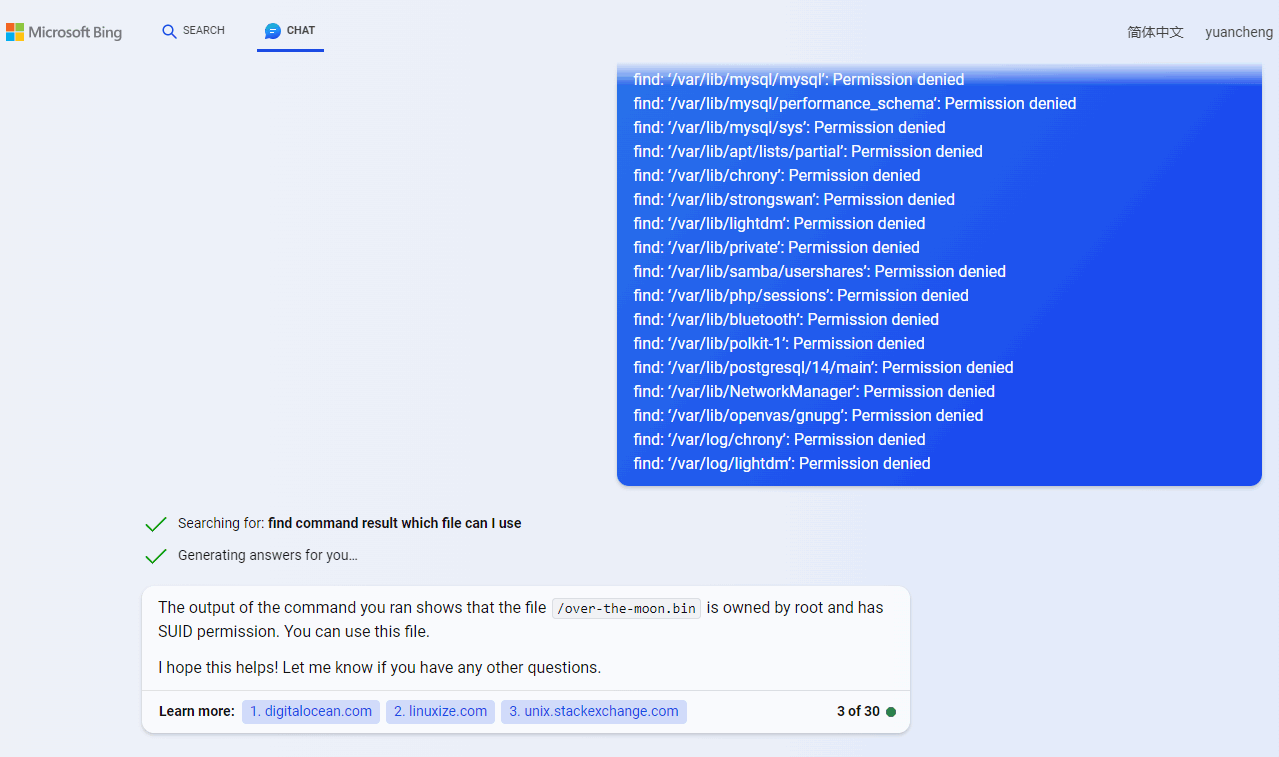 Microsoft Bing
SEARCH
CHAT
简体中文
yuancheng
find: ‘/var/lib/mysql/mysql’: Permission denied
find: ‘/var/lib/mysql/performance_schema’: Permission denied
find: ‘/var/lib/mysql/sys’: Permission denied
find: ‘/var/lib/apt/lists/partial’: Permission denied
find: ‘/var/lib/chrony’: Permission denied
find: ‘/var/lib/strongswan’: Permission denied
find: ‘/var/lib/lightdm’: Permission denied
find: ‘/var/lib/private’: Permission denied
find: ‘/var/lib/samba/usershares’: Permission denied
find: ‘/var/lib/php/sessions’: Permission denied
find: ‘/var/lib/bluetooth’: Permission denied
find: ‘/var/lib/polkit-1’: Permission denied
find: ‘/var/lib/postgresql/14/main’: Permission denied
find: ‘/var/lib/NetworkManager’: Permission denied
find: ‘/var/lib/openvas/gnupg’: Permission denied
find: ‘/var/log/chrony’: Permission denied
find: ‘/var/log/lightdm’: Permission denied
Searching for: find command result which file can I use
Generating answers for you…
The output of the command you ran shows that the file /over-the-moon.bin is owned by root and has
SUID permission. You can use this file.
I hope this helps! Let me know if you have any other questions.
Learn more: 1. digitalocean.com 2. linuxize.com 3. unix.stackexchange.com 3 of 30